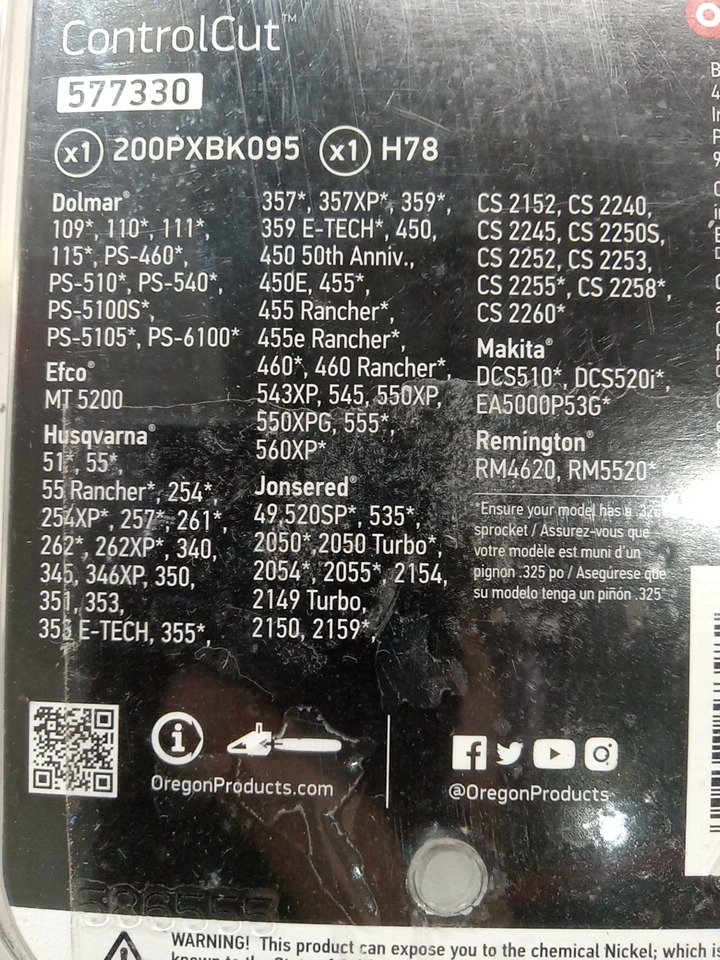 ControlCut™
577330
x1 200PXBK095 x1 H78
Dolmar®
109*, 110*, 111*,
115*, PS-460*,
PS-510*, PS-540*,
PS-5100S*,
PS-5105*, PS-6100*
Efco®
MT 5200
Husqvarna®
51*, 55*,
55 Rancher*, 254*,
254XP*, 257*, 261*,
262*, 262XP*, 340,
345, 346XP, 350,
351, 353,
353 E-TECH, 355*,
357*, 357XP*, 359*,
359 E-TECH*, 450,
450 50th Anniv.,
450E, 455*,
455 Rancher*,
455e Rancher*,
460*, 460 Rancher*,
543XP, 545, 550XP,
550XPG, 555*,
560XP*
Jonsered®
49,520SP*, 535*,
2050*,2050 Turbo*,
2054*, 2055*, 2154,
2149 Turbo,
2150, 2159*,
CS 2152, CS 2240,
CS 2245, CS 2250S,
CS 2252, CS 2253,
CS 2255*, CS 2258*,
CS 2260*
Makita®
DCS510*, DCS520i*,
EA5000P53G*
Remington®
RM4620, RM5520*
*Ensure your model has a .325"
sprocket / Assurez-vous que
votre modèle est muni d'un
pignon .325 po / Asegúrese que
su modelo tenga un piñón .325"
OregonProducts.com
@OregonProducts
WARNING! This product can expose you to the chemical Nickel; which is